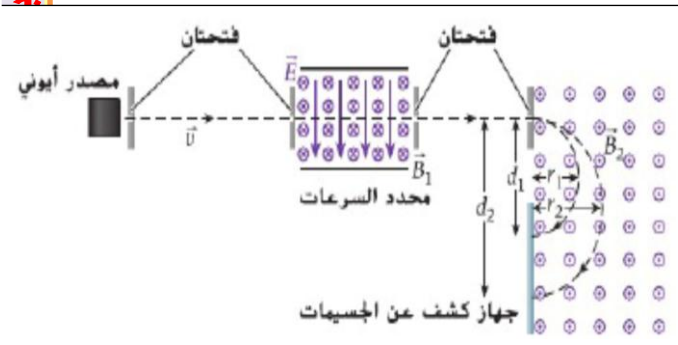 فتحتان
فتحتان
مصدر أيوني
E
v
B1
B2
محدد السرعات
d1
d2
r1
r2
جهاز كشف عن الجسيمات